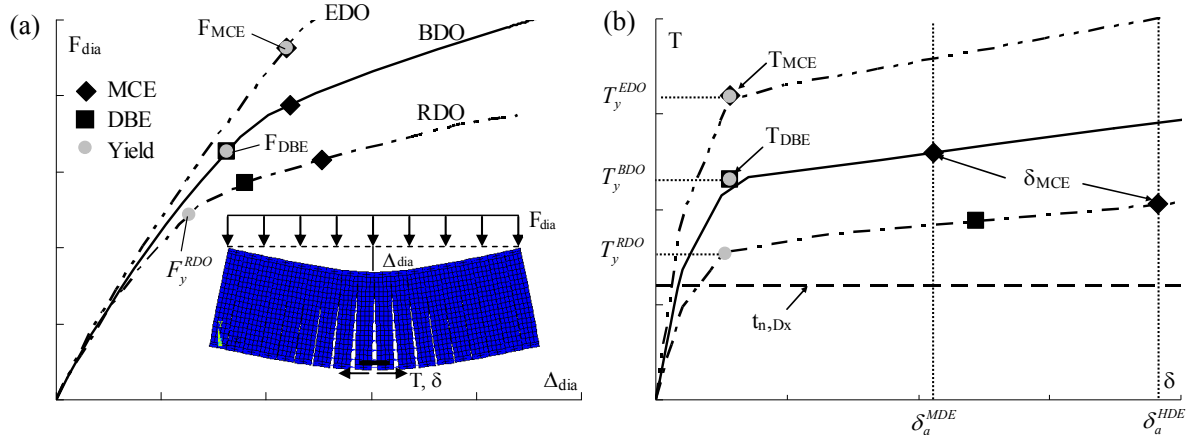 (a)
F_dia
EDO
F_MCE
BDO
MCE
DBE
Yield
RDO
F_DBE
F_y^RDO
F_dia
Δ_dia
T, δ
Δ_dia
(b)
T
T_MCE
T_y^EDO
T_DBE
T_y^BDO
δ_MCE
T_y^RDO
t_n,Dx
δ
δ_a^MDE
δ_a^HDE